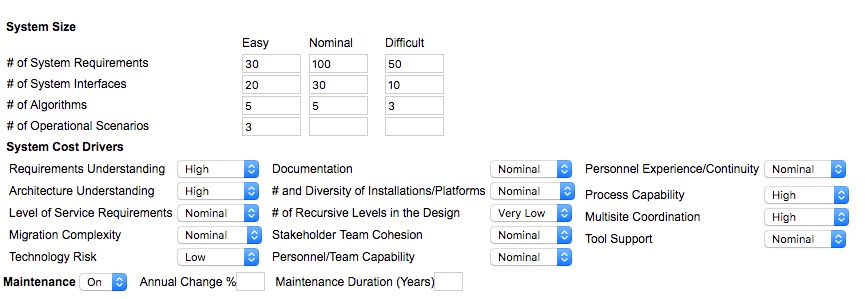 System Size
Easy Nominal Difficult
# of System Requirements 30 100 50
# of System Interfaces 20 30 10
# of Algorithms 5 5 3
# of Operational Scenarios 3
System Cost Drivers
Requirements Understanding High Documentation Nominal Personnel Experience/Continuity Nominal
Architecture Understanding High # and Diversity of Installations/Platforms Nominal Process Capability High
Level of Service Requirements Nominal # of Recursive Levels in the Design Very Low Multisite Coordination High
Migration Complexity Nominal Stakeholder Team Cohesion Nominal Tool Support Nominal
Technology Risk Low Personnel/Team Capability Nominal
Maintenance On Annual Change % Maintenance Duration (Years)